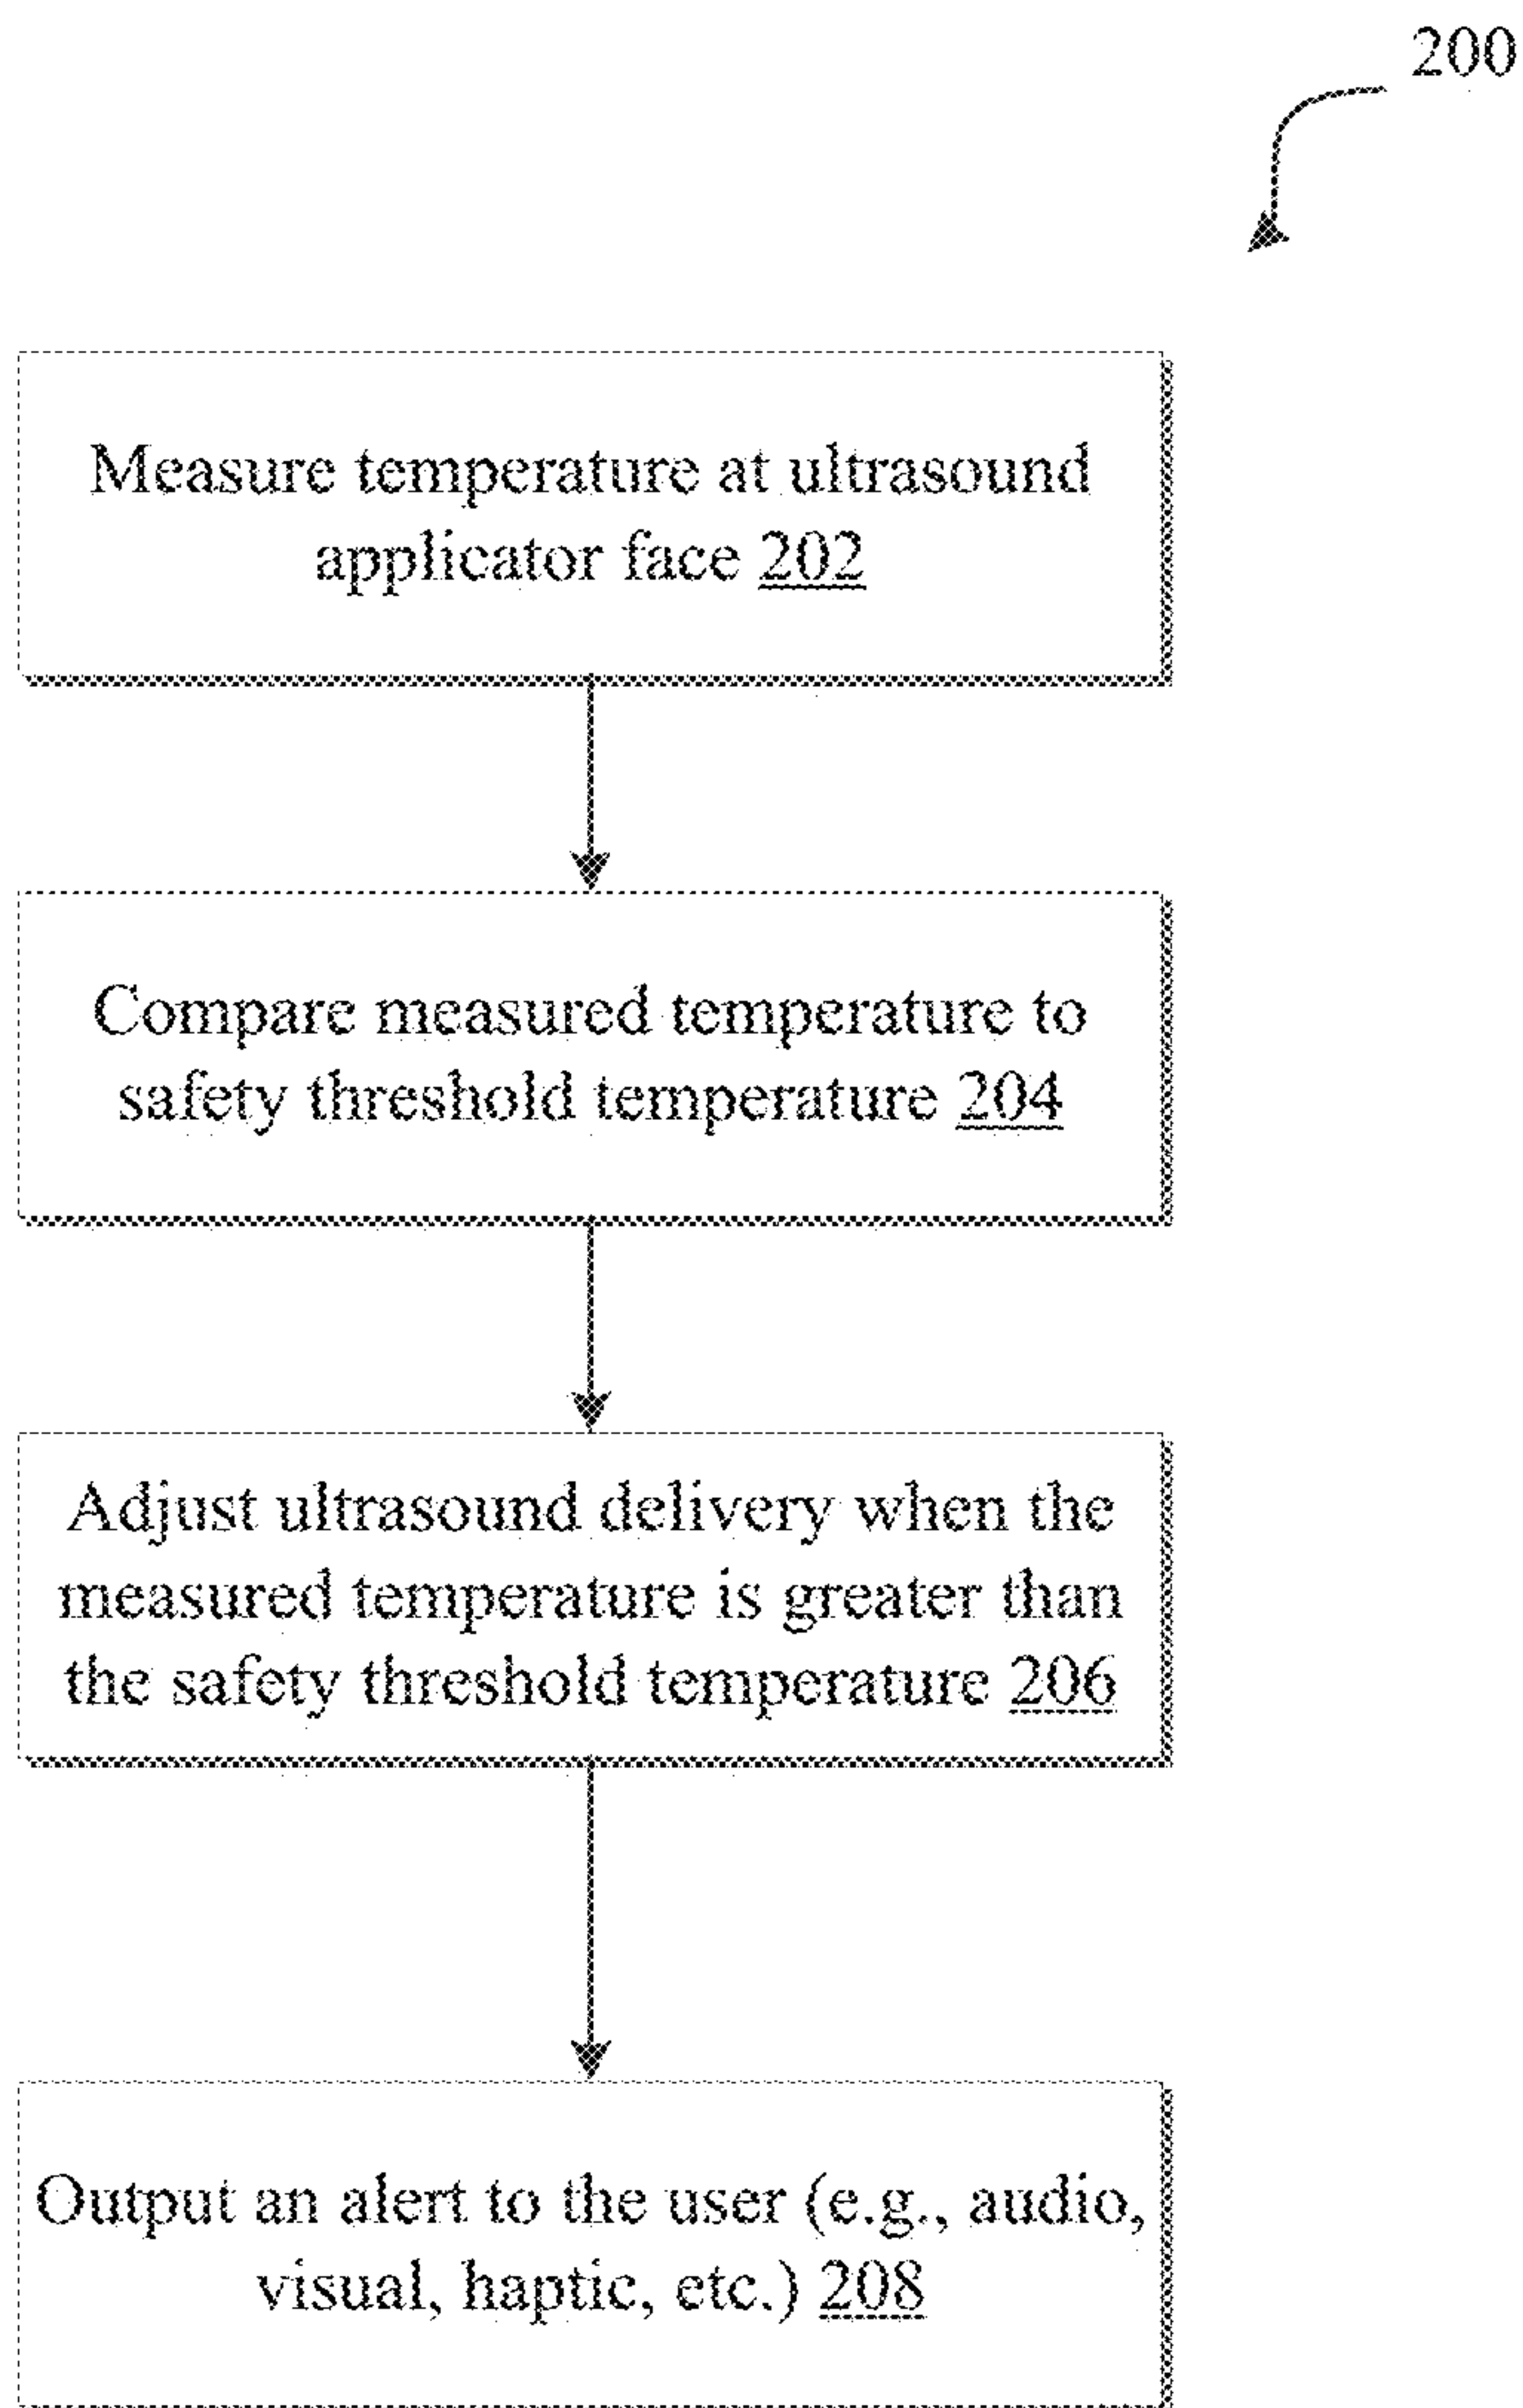 200
Measure temperature at ultrasound
applicator face 202
Compare measured temperature to
safety threshold temperature 204
Adjust ultrasound delivery when the
measured temperature is greater than
the safety threshold temperature 206
Output an alert to the user (e.g., audio,
visual, haptic, etc.) 208